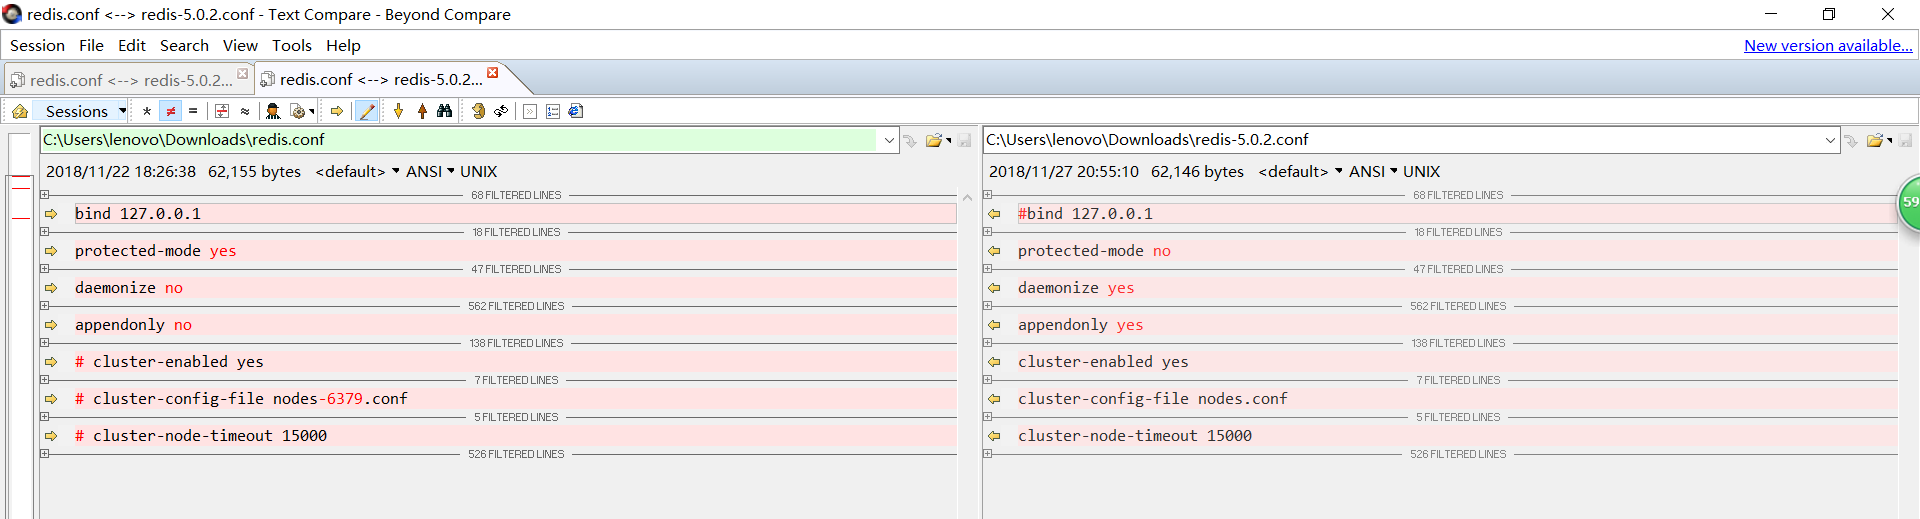 redis.conf <--> redis-5.0.2.conf - Text Compare - Beyond Compare
Session File Edit Search View Tools Help New version available...
redis.conf <--> redis-5.0.2... redis.conf <--> redis-5.0.2...
Sessions * ≠ = ≈
C:\Users\lenovo\Downloads\redis.conf
2018/11/22 18:26:38 62,155 bytes <default> ANSI UNIX
68 FILTERED LINES
bind 127.0.0.1
18 FILTERED LINES
protected-mode yes
47 FILTERED LINES
daemonize no
562 FILTERED LINES
appendonly no
138 FILTERED LINES
# cluster-enabled yes
7 FILTERED LINES
# cluster-config-file nodes-6379.conf
5 FILTERED LINES
# cluster-node-timeout 15000
526 FILTERED LINES
C:\Users\lenovo\Downloads\redis-5.0.2.conf
2018/11/27 20:55:10 62,146 bytes <default> ANSI UNIX
68 FILTERED LINES
#bind 127.0.0.1
18 FILTERED LINES
protected-mode no
47 FILTERED LINES
daemonize yes
562 FILTERED LINES
appendonly yes
138 FILTERED LINES
cluster-enabled yes
7 FILTERED LINES
cluster-config-file nodes.conf
5 FILTERED LINES
cluster-node-timeout 15000
526 FILTERED LINES
59